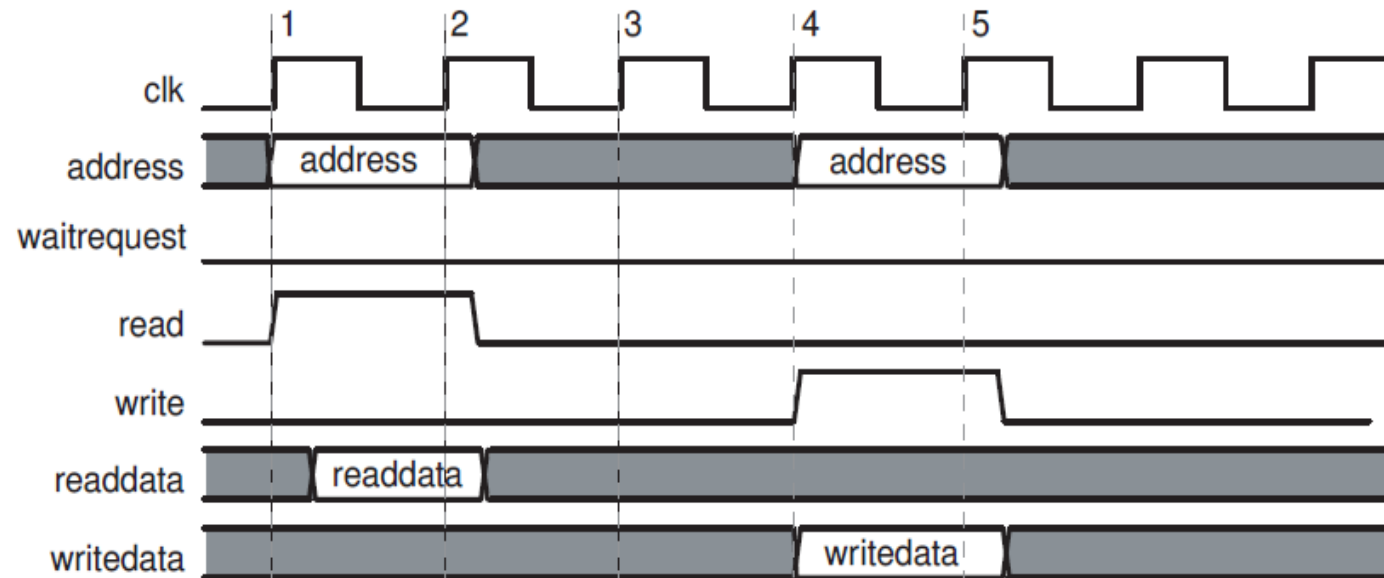 1 2 3 4 5
clk
address address address
waitrequest
read
write
readdata readdata
writedata writedata